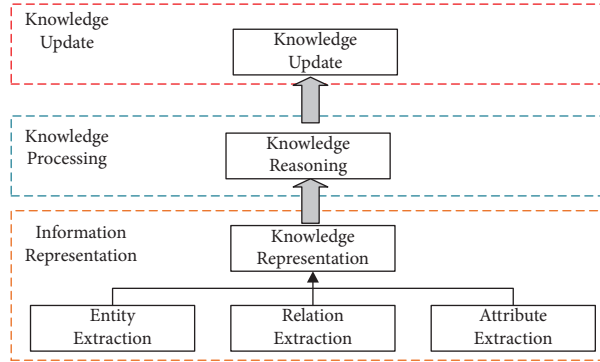 Knowledge
Update
Knowledge
Update
Knowledge
Processing
Knowledge
Reasoning
Information
Representation
Knowledge
Representation
Entity
Extraction
Relation
Extraction
Attribute
Extraction